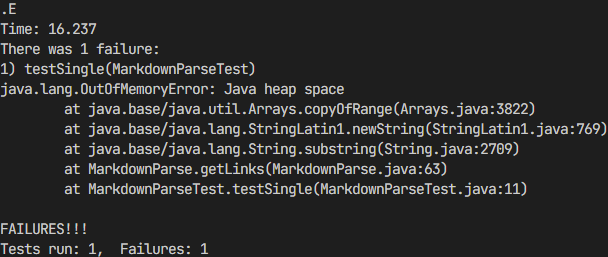 .E
Time: 16.237
There was 1 failure:
1) testSingle(MarkdownParseTest)
java.lang.OutOfMemoryError: Java heap space
        at java.base/java.util.Arrays.copyOfRange(Arrays.java:3822)
        at java.base/java.lang.StringLatin1.newString(StringLatin1.java:769)
        at java.base/java.lang.String.substring(String.java:2709)
        at MarkdownParse.getLinks(MarkdownParse.java:63)
        at MarkdownParseTest.testSingle(MarkdownParseTest.java:11)

FAILURES!!!
Tests run: 1,  Failures: 1